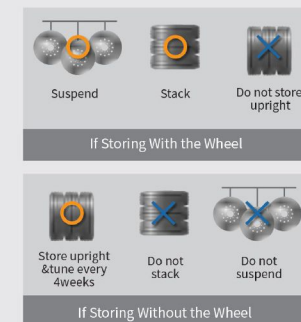 Suspend
Stack
Do not store
upright
If Storing With the Wheel
Store upright
&tune every
4weeks
Do not
stack
Do not
suspend
If Storing Without the Wheel